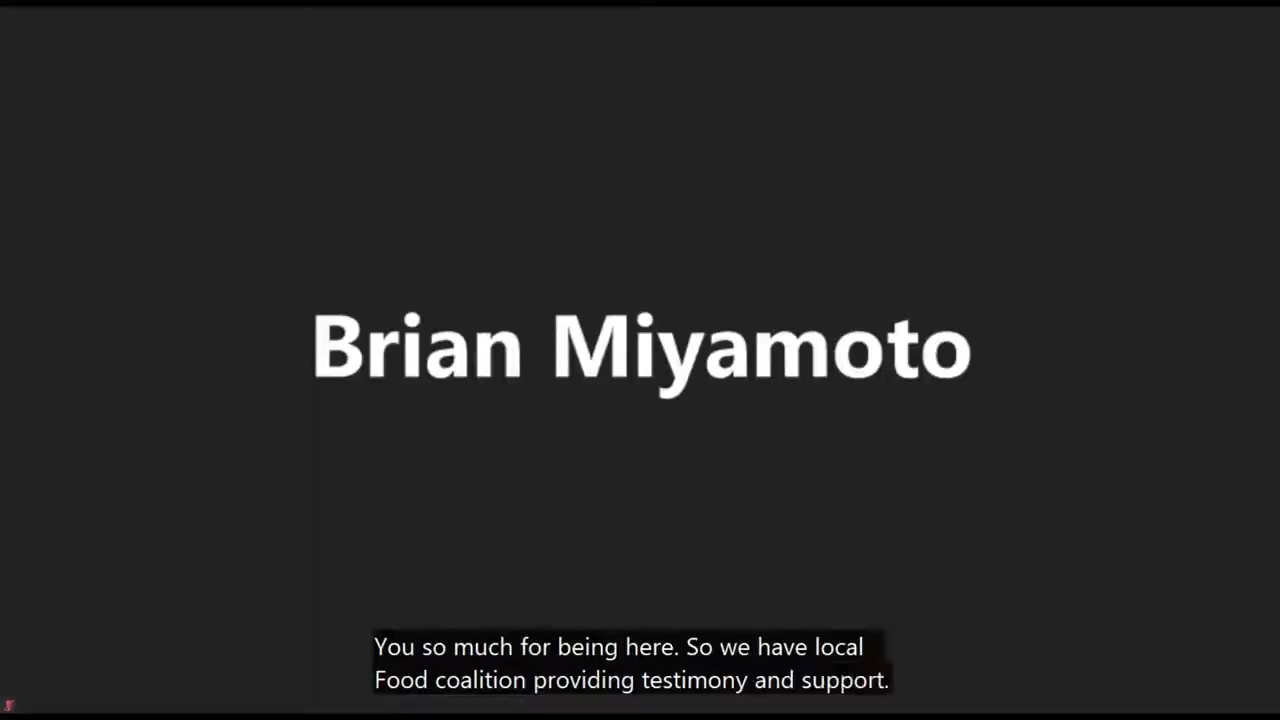 Brian Miyamoto
You so much for being here. So we have local
Food coalition providing testimony and support.